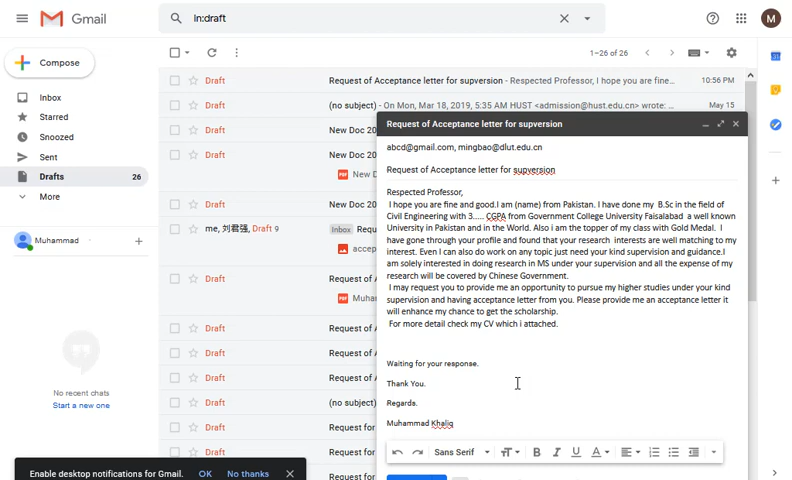 Gmail
in:draft
M
Compose
1–26 of 26
Inbox
Starred
Snoozed
Sent
Drafts 26
More
Muhammad
No recent chats
Start a new one
Draft Request of Acceptance letter for supversion - Respected Professor, I hope you are fine... 10:56 PM
Draft (no subject) - On Mon, Mar 18, 2019, 5:35 AM HUST <admission@hust.edu.cn> wrote: ... May 15
Draft New Doc 20
Draft New Doc 20
New D
Draft New Doc 20
me, 刘君强, Draft 9 Inbox Requ
accep
Draft Request of A
Muha
Draft Request of A
Draft Request of A
Draft Request of A
Draft (no subject)
Draft Request for
Draft Request for
Request for
Request of Acceptance letter for supversion
abcd@gmail.com, mingbao@dlut.edu.cn
Request of Acceptance letter for supversion
Respected Professor,
I hope you are fine and good.I am (name) from Pakistan. I have done my B.Sc in the field of
Civil Engineering with 3..... CGPA from Government College University Faisalabad a well known
University in Pakistan and in the World. Also i am the topper of my class with Gold Medal. I
have gone through your profile and found that your research interests are well matching to my
interest. Even I can also do work on any topic just need your kind supervision and guidance.I
am solely interested in doing research in MS under your supervision and all the expense of my
research will be covered by Chinese Government.
I may request you to provide me an opportunity to pursue my higher studies under your kind
supervision and having acceptance letter from you. Please provide me an acceptance letter it
will enhance my chance to get the scholarship.
For more detail check my CV which i attached.
Waiting for your response.
Thank You.
Regards.
Muhammad Khaliq
Sans Serif
Enable desktop notifications for Gmail. OK No thanks